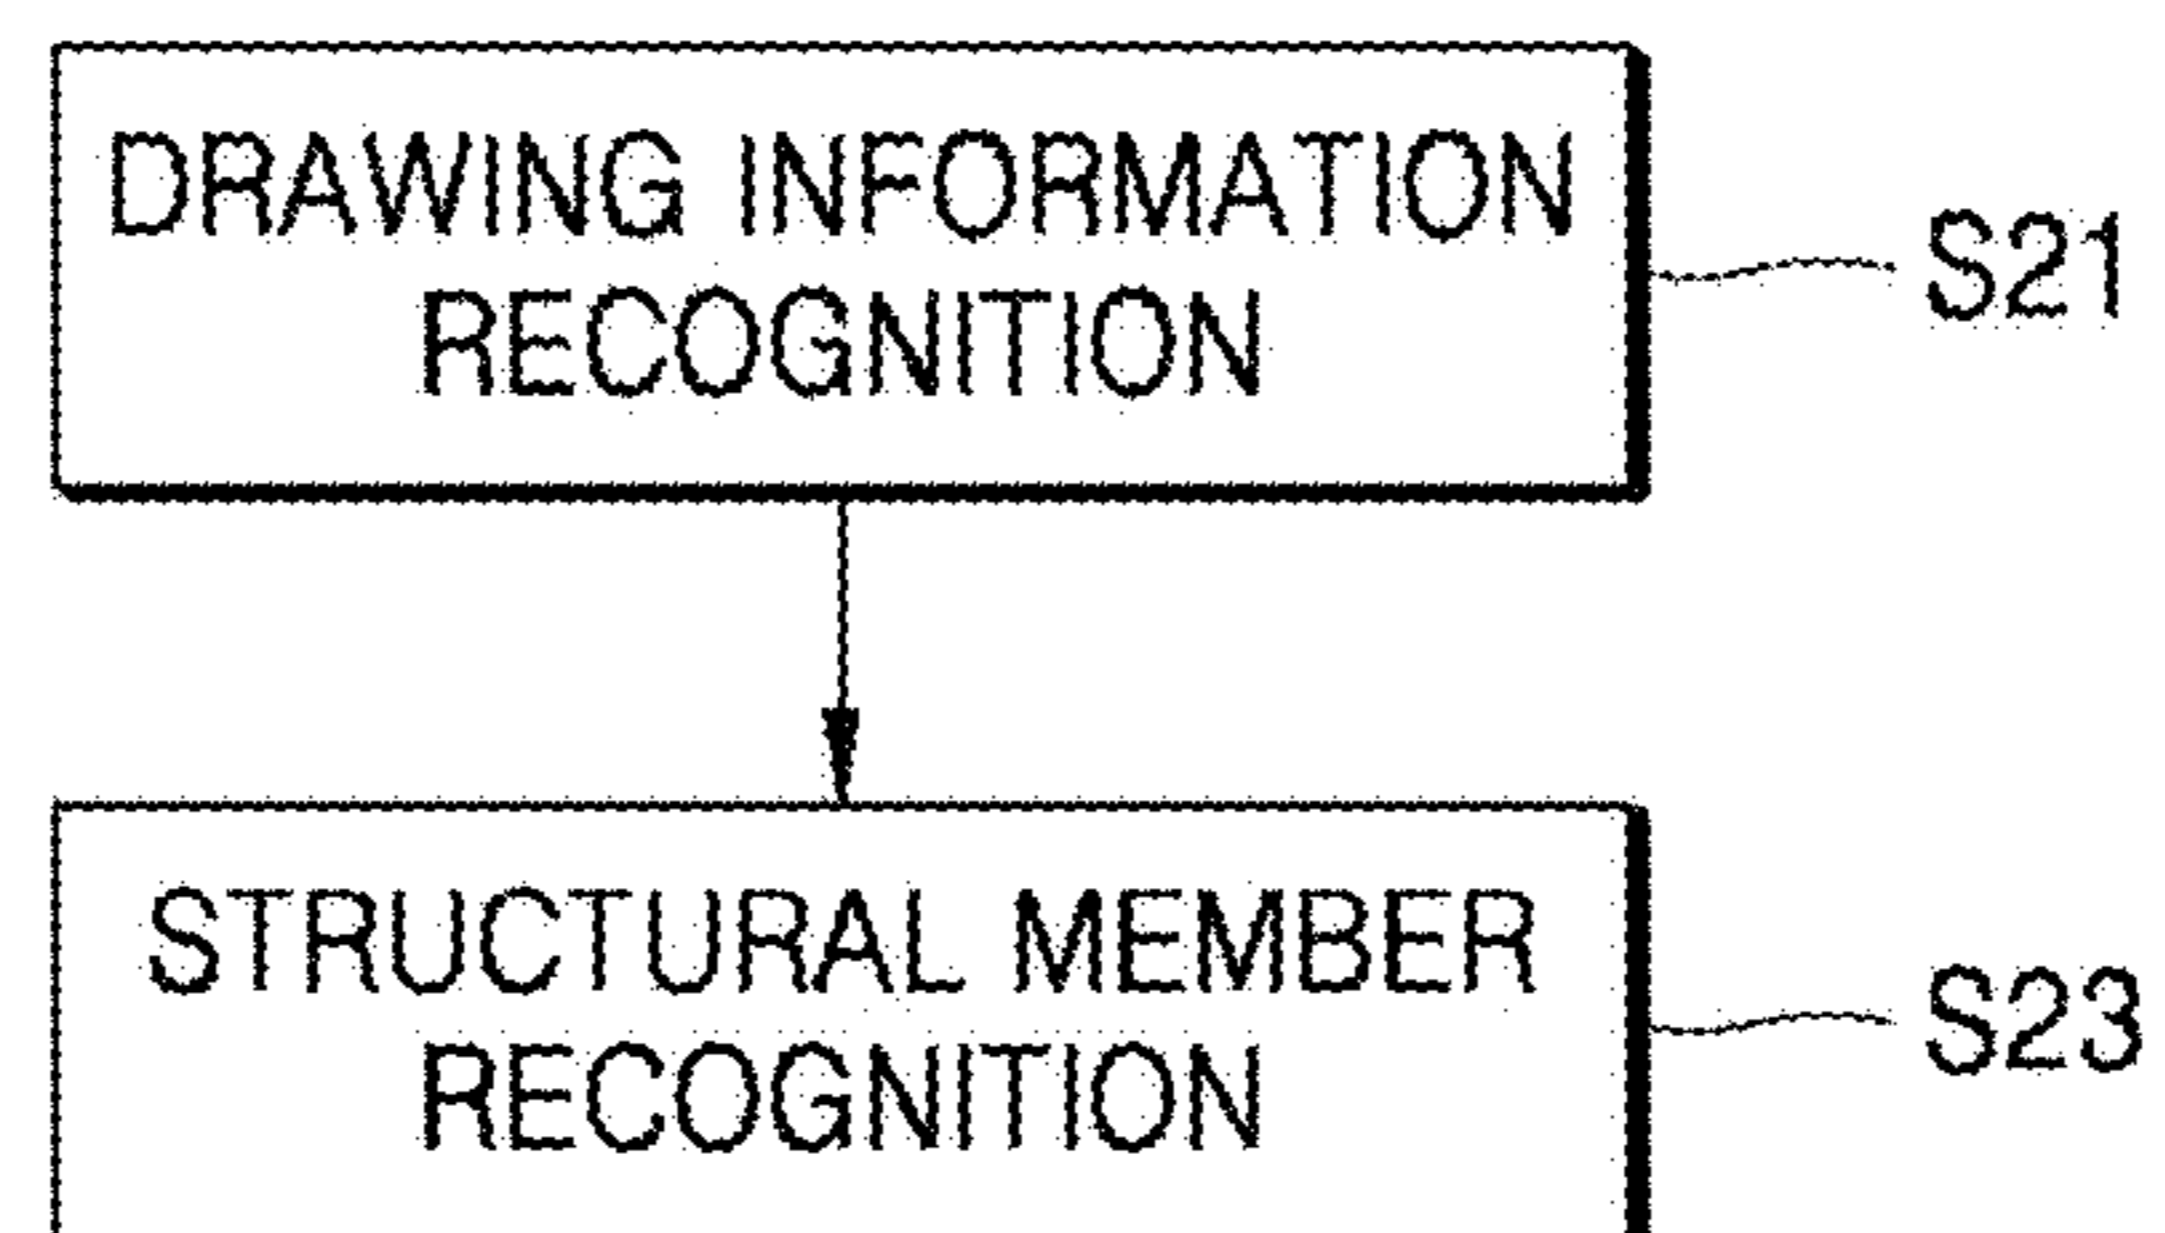 DRAWING INFORMATION
RECOGNITION
S21
STRUCTURAL MEMBER
RECOGNITION
S23